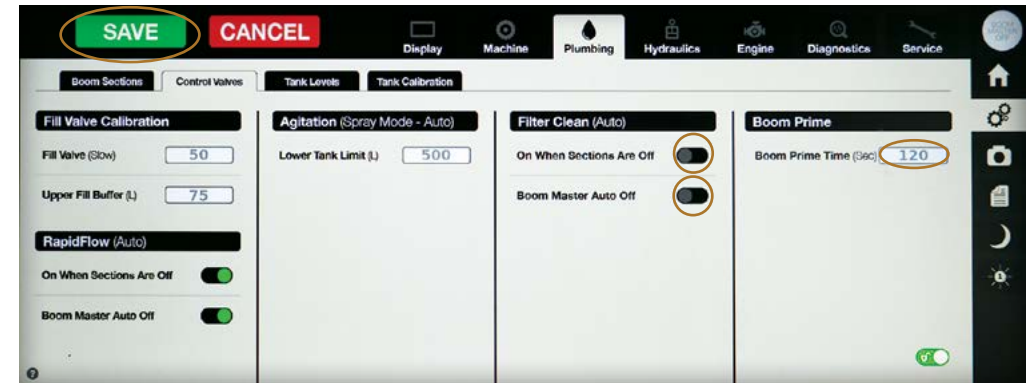 SAVE
CANCEL
Display
Machine
Plumbing
Hydraulics
Engine
Diagnostics
Service
BOOM
MASTER
OFF
Boom Sections
Control Valves
Tank Levels
Tank Calibration
Fill Valve Calibration
Fill Valve (Slow) 50
Upper Fill Buffer (L) 75
RapidFlow (Auto)
On When Sections Are Off
Boom Master Auto Off
Agitation (Spray Mode - Auto)
Lower Tank Limit (L) 500
Filter Clean (Auto)
On When Sections Are Off
Boom Master Auto Off
Boom Prime
Boom Prime Time (Sec) 120